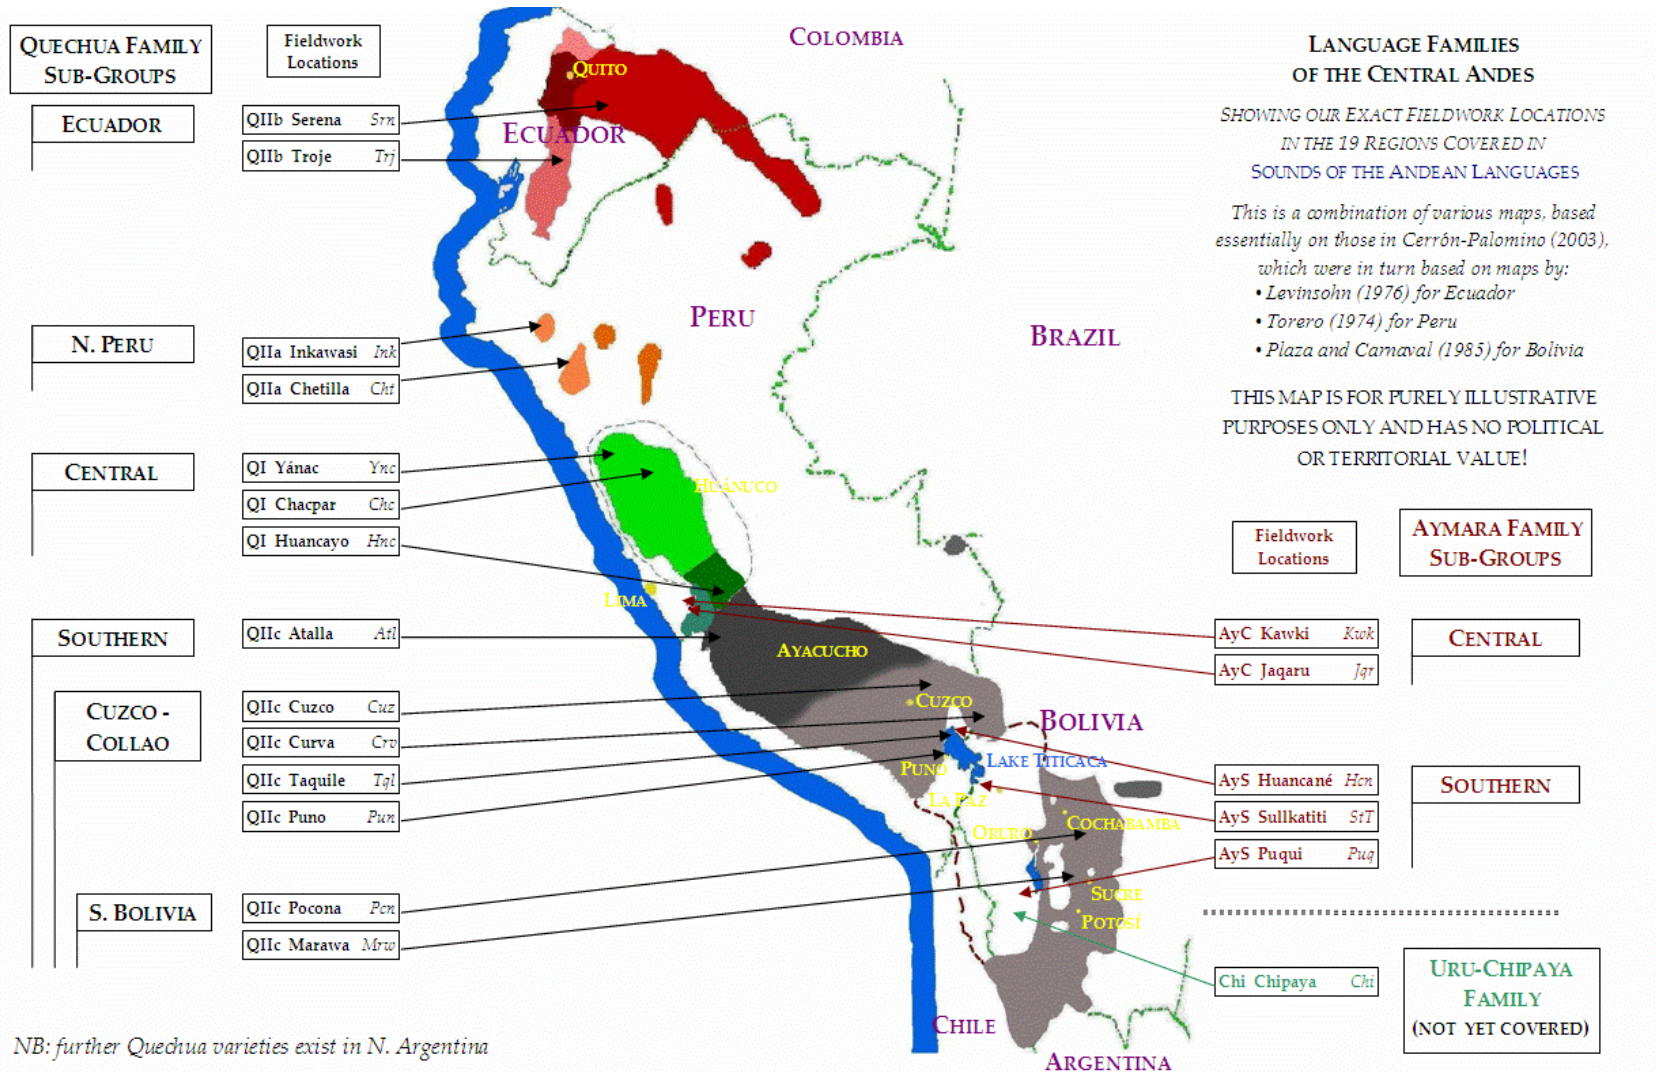 QUECHUA FAMILY
SUB-GROUPS
Fieldwork
Locations
ECUADOR
QIIb Serena Srn
QIIb Troje Trj
N. PERU
QIIa Inkawasi Ink
QIIa Chetilla Cht
CENTRAL
QI Yánac Ync
QI Chacpar Chc
QI Huancayo Hnc
SOUTHERN
QIIc Atalla Atl
CUZCO -
COLLAO
QIIc Cuzco Cuz
QIIc Curva Crv
QIIc Taquile Tql
QIIc Puno Pun
S. BOLIVIA
QIIc Pocona Pcn
QIIc Marawa Mrw
NB: further Quechua varieties exist in N. Argentina
COLOMBIA
QUITO
ECUADOR
PERU
BRAZIL
HUÁNUCO
LIMA
AYACUCHO
CUZCO
BOLIVIA
PUNO
LAKE TITICACA
LA PAZ
COCHABAMBA
ORURO
SUCRE
POTOSÍ
CHILE
ARGENTINA
LANGUAGE FAMILIES
OF THE CENTRAL ANDES
SHOWING OUR EXACT FIELDWORK LOCATIONS
IN THE 19 REGIONS COVERED IN
SOUNDS OF THE ANDEAN LANGUAGES
This is a combination of various maps, based
essentially on those in Cerrón-Palomino (2003),
which were in turn based on maps by:
• Levinsohn (1976) for Ecuador
• Torero (1974) for Peru
• Plaza and Carnaval (1985) for Bolivia
THIS MAP IS FOR PURELY ILLUSTRATIVE
PURPOSES ONLY AND HAS NO POLITICAL
OR TERRITORIAL VALUE!
Fieldwork
Locations
AYMARA FAMILY
SUB-GROUPS
AyC Kawki Kwk
AyC Jaqaru Jqr
CENTRAL
AyS Huancané Hcn
AyS Sullkatiti StT
AyS Puqui Puq
SOUTHERN
Chi Chipaya Chi
URU-CHIPAYA
FAMILY
(NOT YET COVERED)